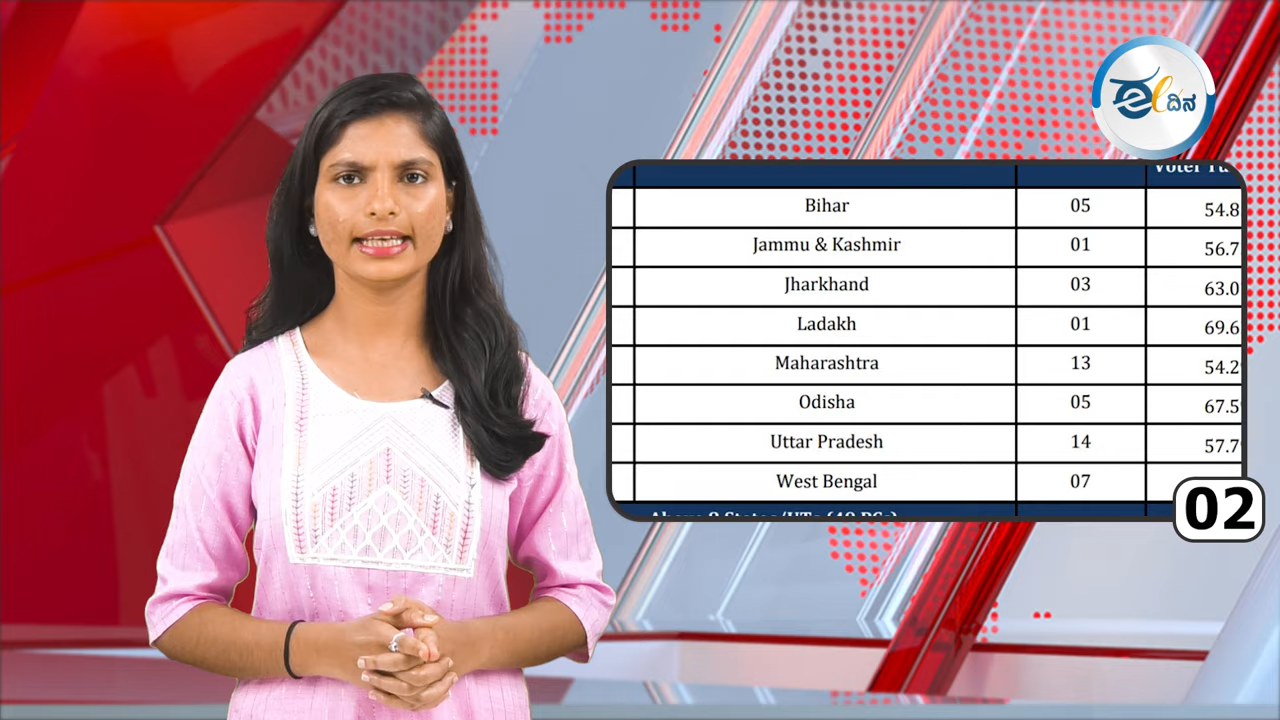 ಈ ದಿನ
Bihar 05 54.8
Jammu & Kashmir 01 56.7
Jharkhand 03 63.0
Ladakh 01 69.6
Maharashtra 13 54.2
Odisha 05 67.5
Uttar Pradesh 14 57.7
West Bengal 07
02